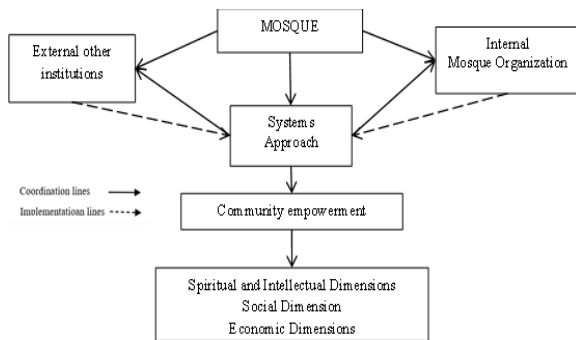 MOSQUE
External other
institutions
Internal
Mosque Organization
Systems
Approach
Coordination lines
Implementatioan lines
Community empowerment
Spiritual and Intellectual Dimensions
Social Dimension
Economic Dimensions